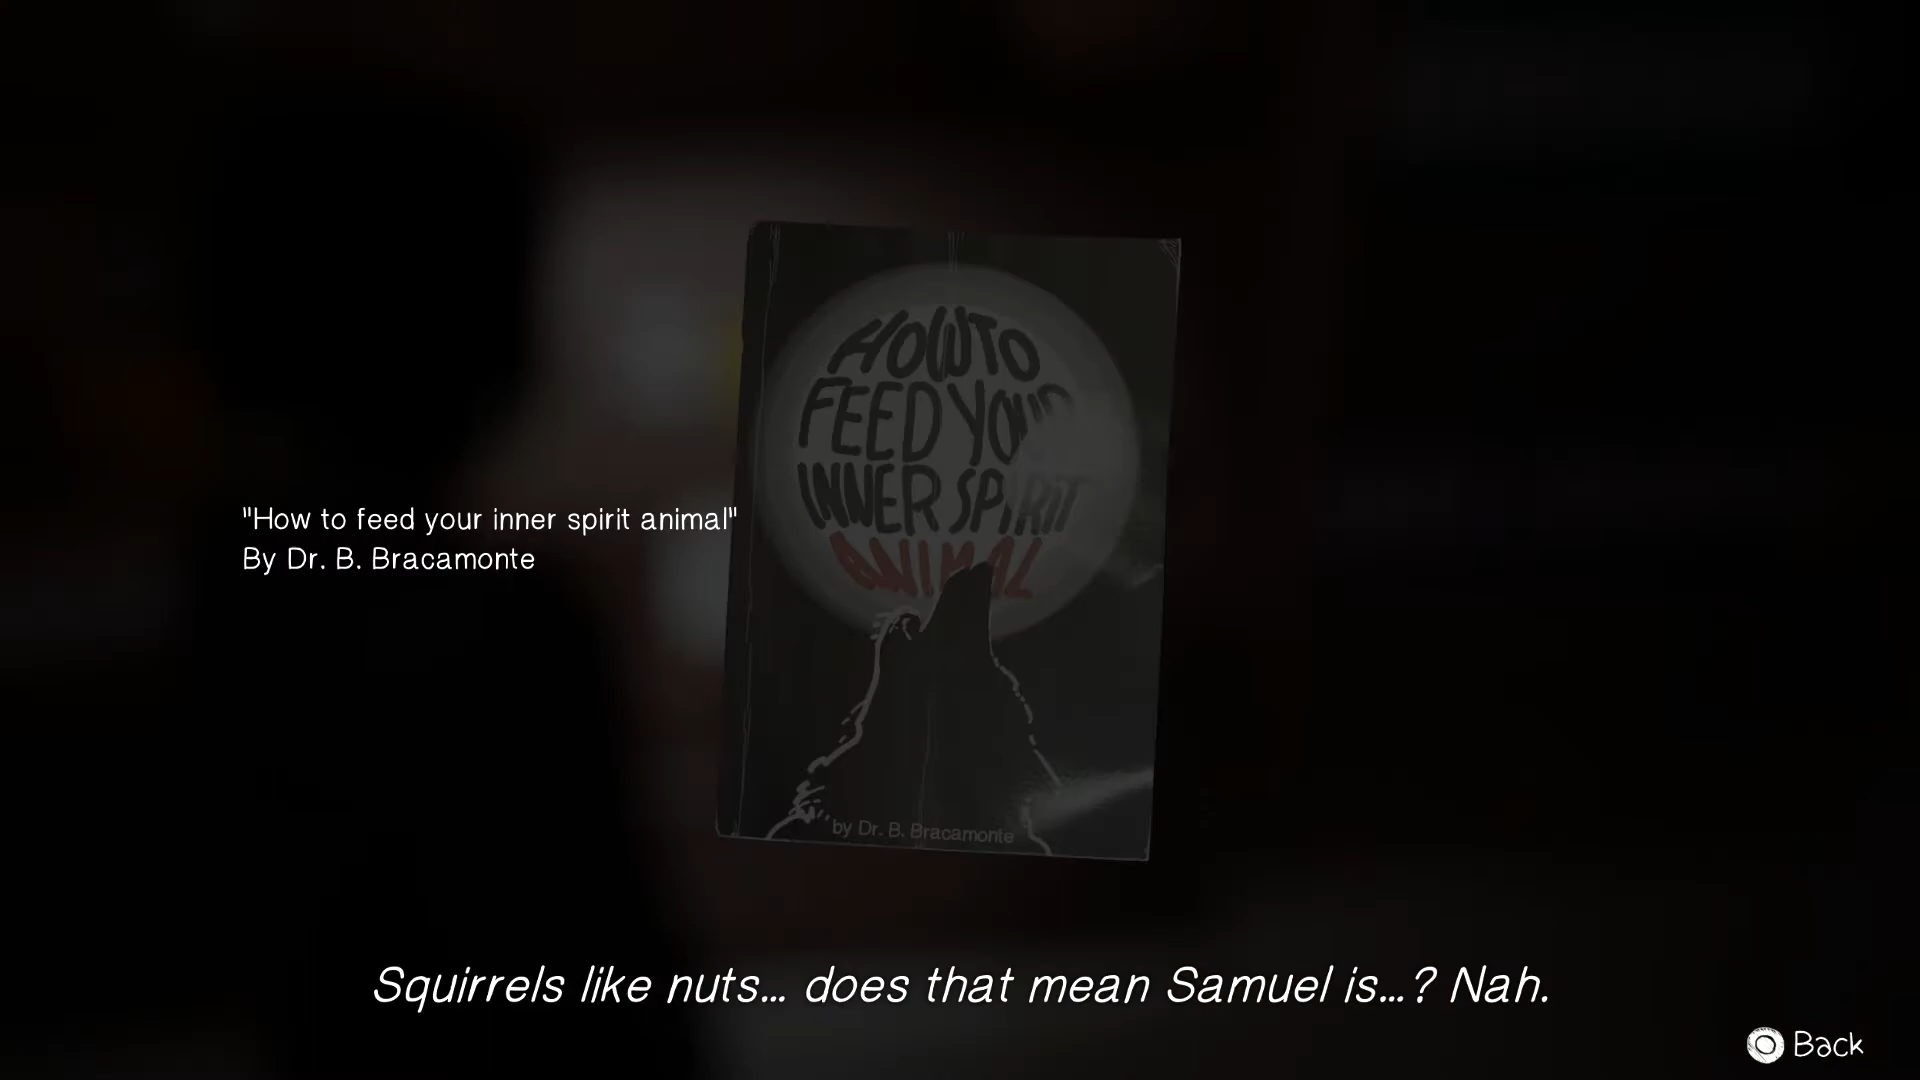 HOW TO
FEED YOUR
INNER SPIRIT
ANIMAL
"How to feed your inner spirit animal"
By Dr. B. Bracamonte
by Dr. B. Bracamonte
Squirrels like nuts... does that mean Samuel is...? Nah.
Back